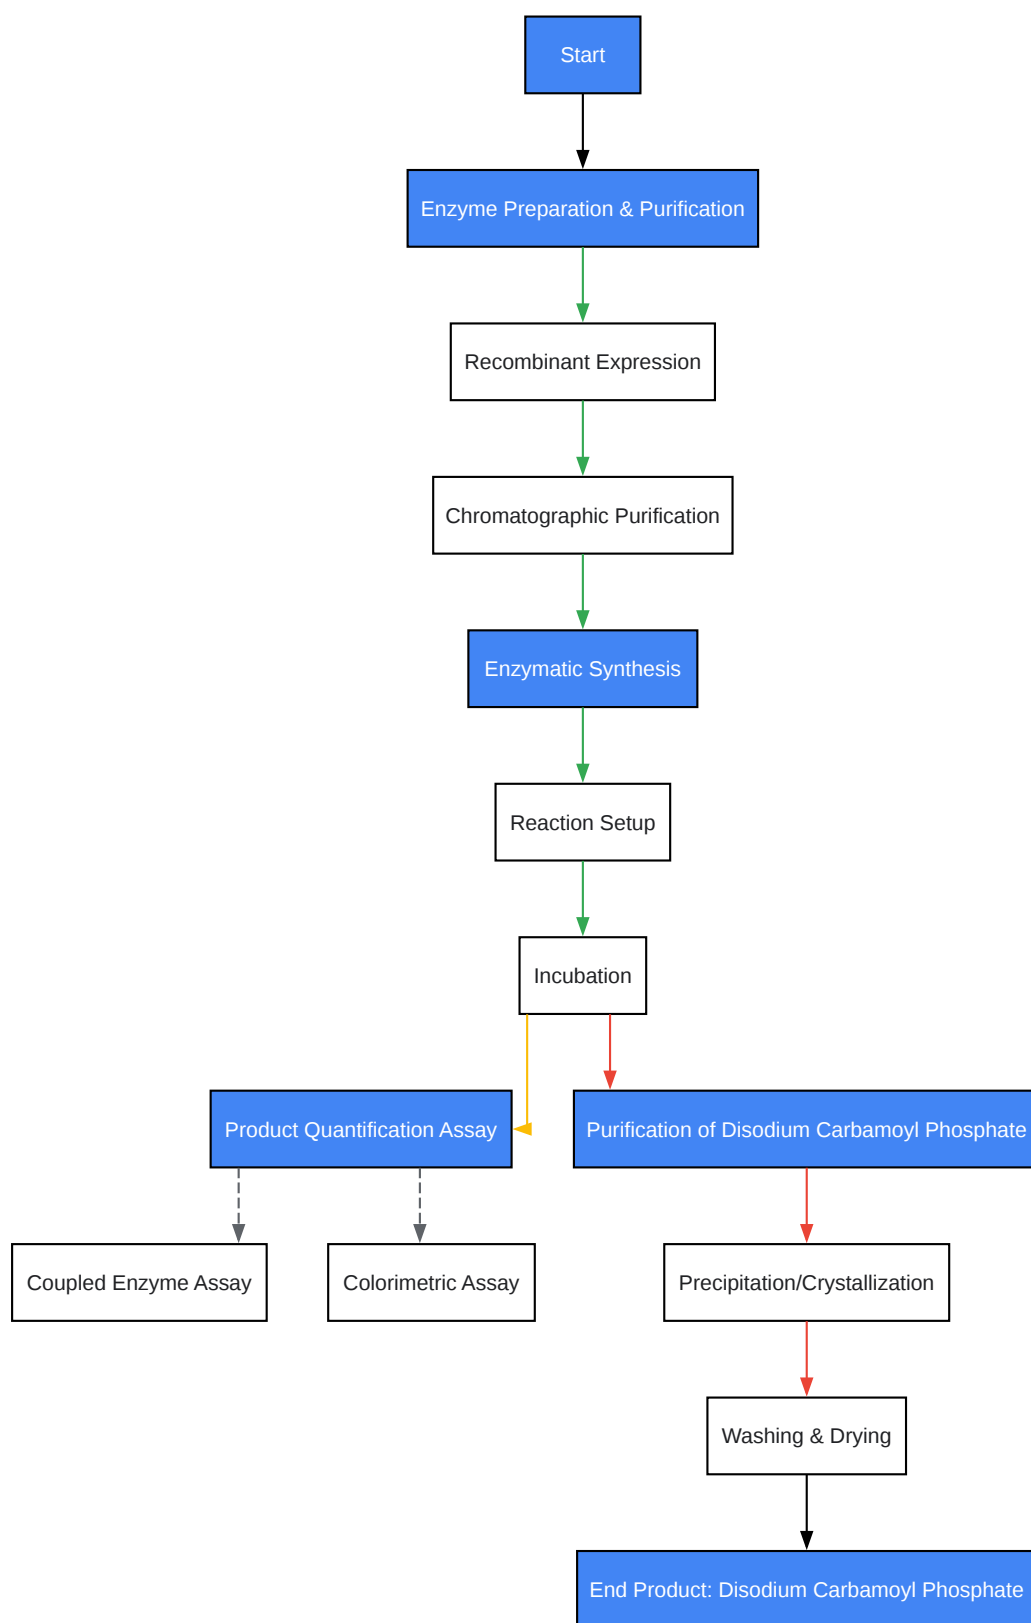 Start
Enzyme Preparation & Purification
Recombinant Expression
Chromatographic Purification
Enzymatic Synthesis
Reaction Setup
Incubation
Product Quantification Assay
Purification of Disodium Carbamoyl Phosphate
Coupled Enzyme Assay
Colorimetric Assay
Precipitation/Crystallization
Washing & Drying
End Product: Disodium Carbamoyl Phosphate